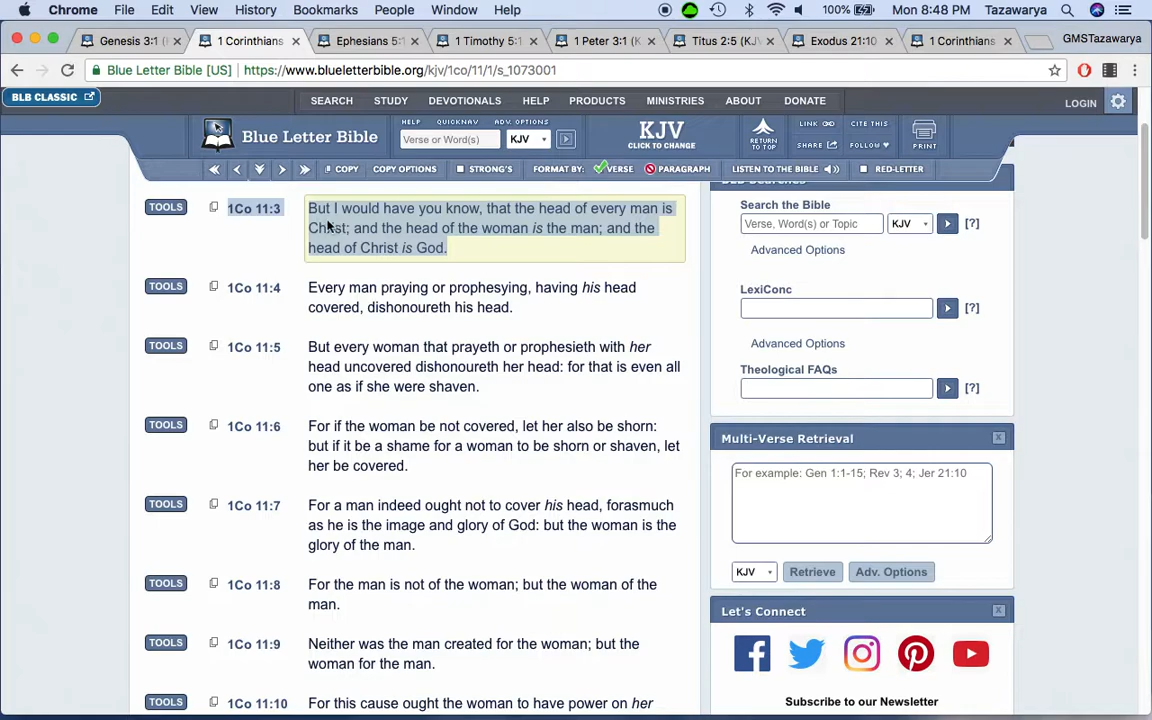 Chrome File Edit View History Bookmarks People Window Help 100% Mon 8:48 PM Tazawarya
Genesis 3:1 (K 1 Corinthians Ephesians 5: 1 Timothy 5:1 1 Peter 3:1 (K Titus 2:5 (KJV Exodus 21:10 1 Corinthians GMSTazawarya
Blue Letter Bible [US] https://www.blueletterbible.org/kjv/1co/11/1/s_1073001
BLB CLASSIC SEARCH STUDY DEVOTIONALS HELP PRODUCTS MINISTRIES ABOUT DONATE LOGIN
Blue Letter Bible
HELP QUICKNAV ADV. OPTIONS
Verse or Word(s) KJV
KJV
CLICK TO CHANGE
RETURN
TO TOP
LINK CITE THIS
SHARE FOLLOW
PRINT
COPY COPY OPTIONS STRONG'S FORMAT BY: VERSE PARAGRAPH LISTEN TO THE BIBLE RED-LETTER
TOOLS 1Co 11:3 But I would have you know, that the head of every man is
Christ; and the head of the woman is the man; and the
head of Christ is God.
TOOLS 1Co 11:4 Every man praying or prophesying, having his head
covered, dishonoureth his head.
TOOLS 1Co 11:5 But every woman that prayeth or prophesieth with her
head uncovered dishonoureth her head: for that is even all
one as if she were shaven.
TOOLS 1Co 11:6 For if the woman be not covered, let her also be shorn:
but if it be a shame for a woman to be shorn or shaven, let
her be covered.
TOOLS 1Co 11:7 For a man indeed ought not to cover his head, forasmuch
as he is the image and glory of God: but the woman is the
glory of the man.
TOOLS 1Co 11:8 For the man is not of the woman; but the woman of the
man.
TOOLS 1Co 11:9 Neither was the man created for the woman; but the
woman for the man.
TOOLS 1Co 11:10 For this cause ought the woman to have power on her
Search the Bible
Verse, Word(s) or Topic KJV [?]
Advanced Options
LexiConc
[?]
Advanced Options
Theological FAQs
[?]
Multi-Verse Retrieval x
For example: Gen 1:1-15; Rev 3; 4; Jer 21:10
KJV Retrieve Adv. Options
Let's Connect x
Subscribe to our Newsletter